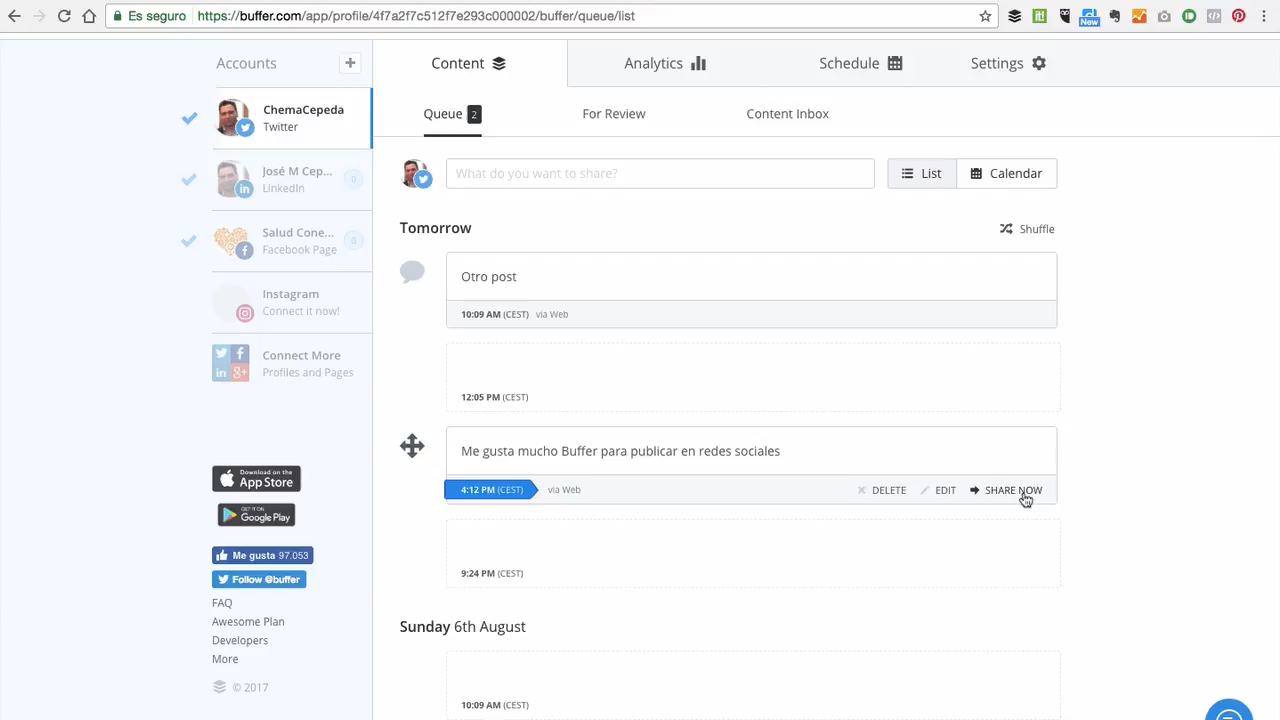 Es seguro https://buffer.com/app/profile/4f7a2f7c512f7e293c000002/buffer/queue/list
New
Accounts +
Content
Analytics
Schedule
Settings
ChemaCepeda
Twitter
Queue 2
For Review
Content Inbox
José M Cep... 0
LinkedIn
What do you want to share?
List
Calendar
Salud Cone... 0
Facebook Page
Tomorrow
Shuffle
Otro post
10:09 AM (CEST) via Web
Instagram
Connect it now!
Connect More
Profiles and Pages
12:05 PM (CEST)
Me gusta mucho Buffer para publicar en redes sociales
4:12 PM (CEST) via Web DELETE EDIT SHARE NOW
Download on the
App Store
GET IT ON
Google Play
Me gusta 97.053
Follow @buffer
9:24 PM (CEST)
FAQ
Awesome Plan
Developers
More
© 2017
Sunday 6th August
10:09 AM (CEST)